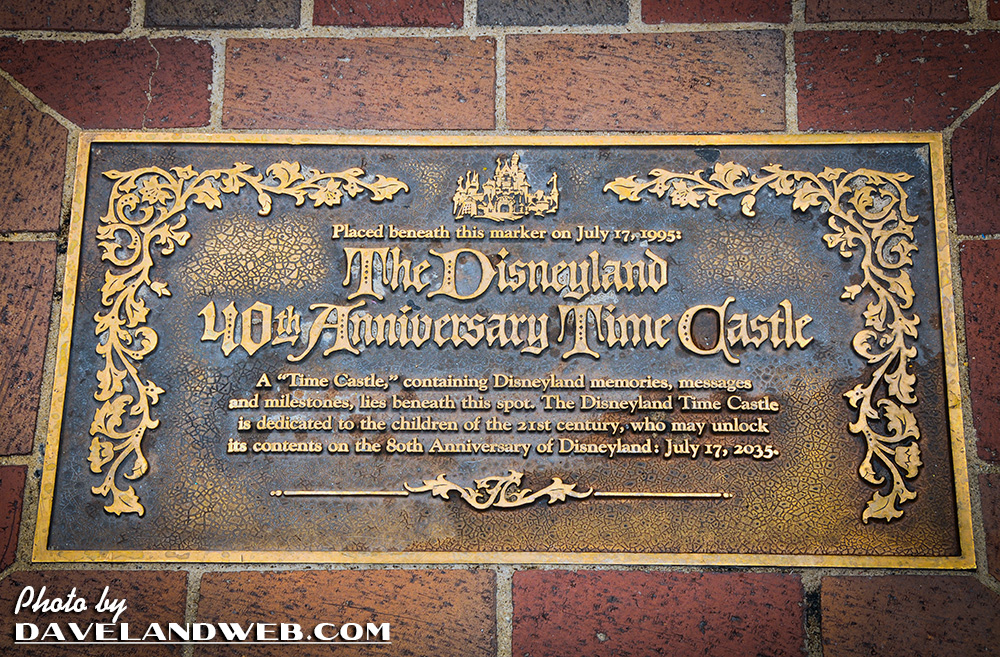 Placed beneath this marker on July 17, 1995:
The Disneyland
40th Anniversary Time Castle
A “Time Castle,” containing Disneyland memories, messages
and milestones, lies beneath this spot. The Disneyland Time Castle
is dedicated to the children of the 21st century, who may unlock
its contents on the 80th Anniversary of Disneyland: July 17, 2035.
Photo by
DAVELANDWEB.COM